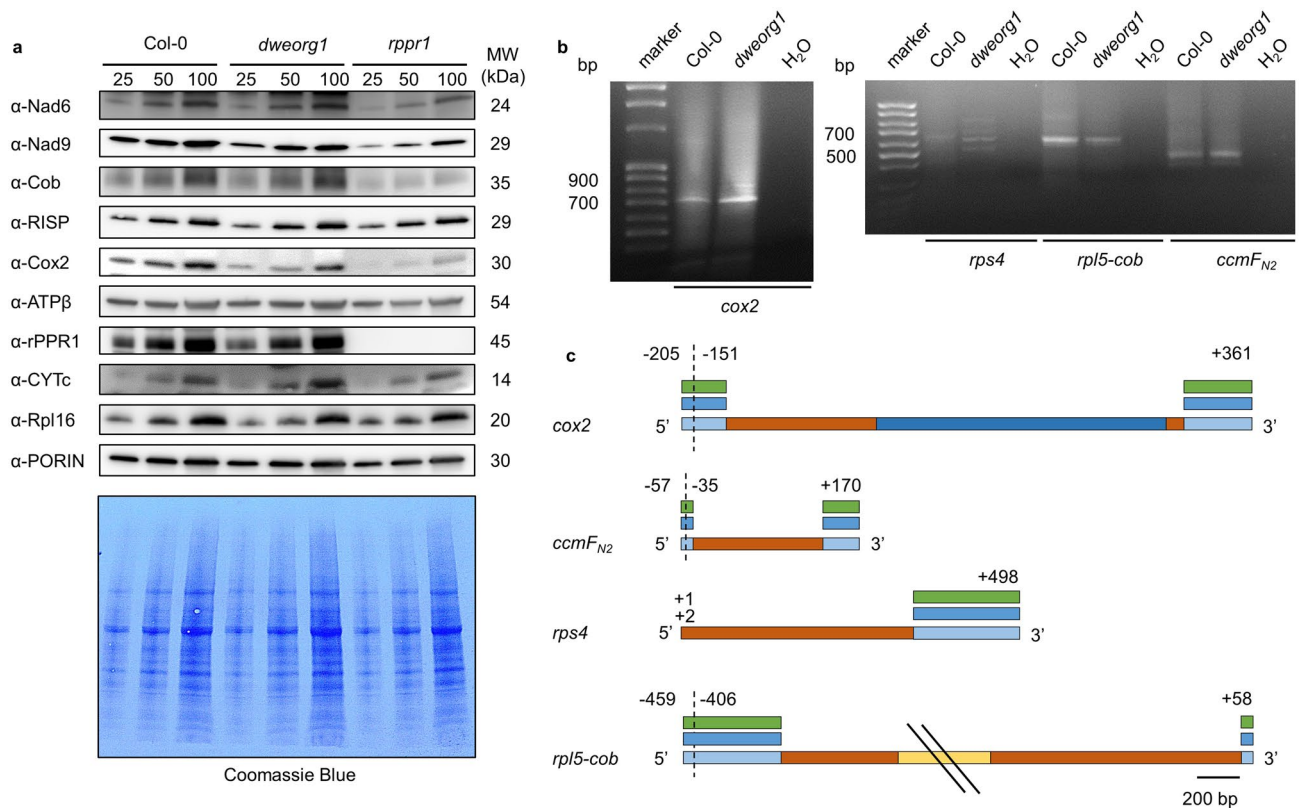 a
Col-0 dweorg1 rppr1 MW
(kDa)
25 50 100 25 50 100 25 50 100
α-Nad6 24
α-Nad9 29
α-Cob 35
α-RISP 29
α-Cox2 30
α-ATPβ 54
α-rPPR1 45
α-CYTc 14
α-Rpl16 20
α-PORIN 30
Coomassie Blue
b
bp marker Col-0 dweorg1 H2O
900
700
cox2
bp marker Col-0 dweorg1 H2O Col-0 dweorg1 H2O Col-0 dweorg1 H2O
700
500
rps4 rpl5-cob ccmFN2
c
-205 -151 +361
cox2 5’ 3’
-57 -35 +170
ccmFN2 5’ 3’
+498
+1
+2
rps4 5’ 3’
-459 -406 +58
rpl5-cob 5’ 3’
200 bp